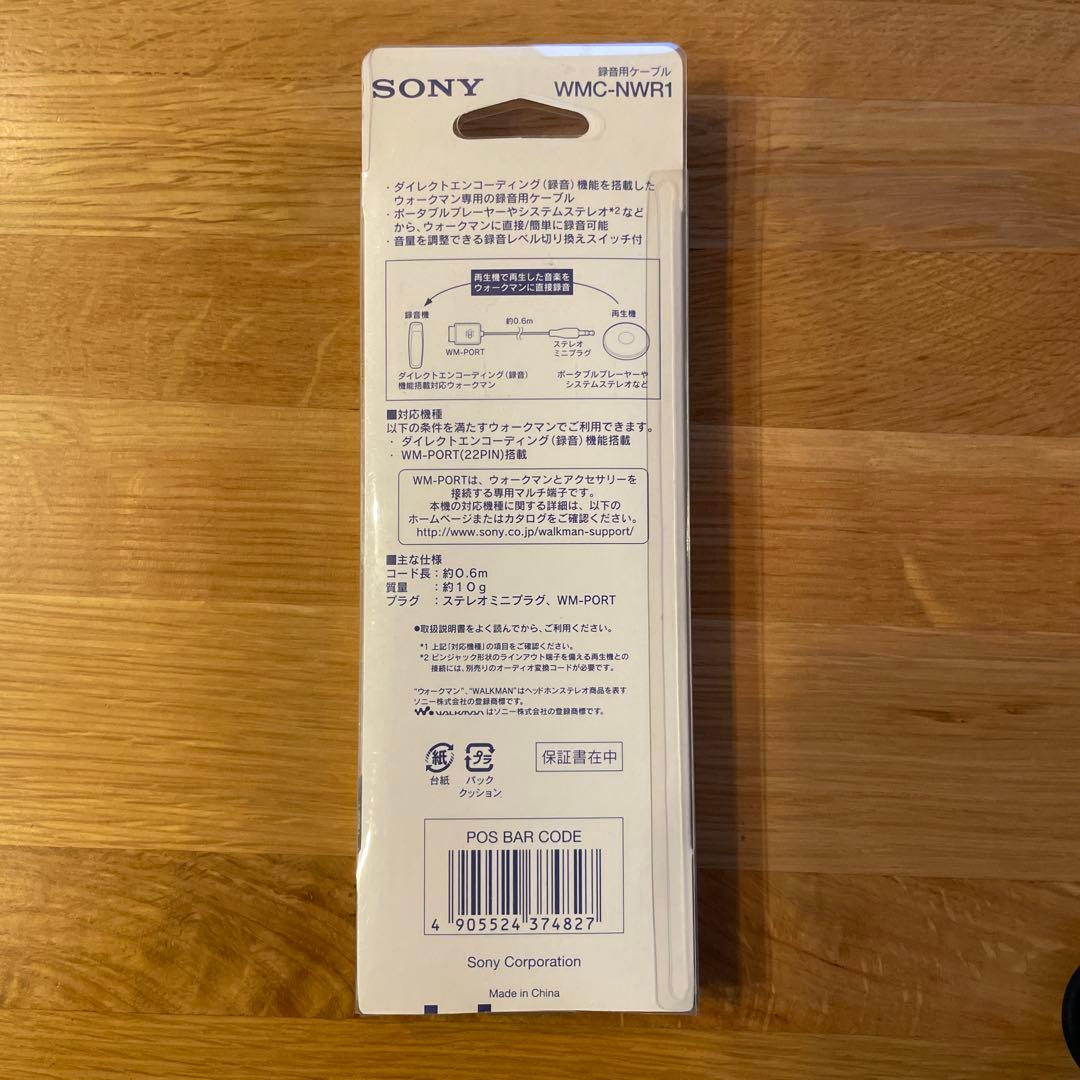 SONY
録音用ケーブル
WMC-NWR1
・ダイレクトエンコーディング(録音)機能を搭載した
ウォークマン専用の録音用ケーブル
・ポータブルプレーヤーやシステムステレオ*2など
から、ウォークマンに直接/簡単に録音可能
・音量を調整できる録音レベル切り換えスイッチ付
再生機で再生した音楽を
ウォークマンに直接録音
録音機
約0.6m
再生機
WM-PORT
ステレオ
ミニプラグ
ダイレクトエンコーディング(録音)
機能搭載対応ウォークマン
ポータブルプレーヤーや
システムステレオなど
■対応機種
以下の条件を満たすウォークマンでご利用できます。
・ダイレクトエンコーディング(録音)機能搭載
・WM-PORT(22PIN)搭載
WM-PORTは、ウォークマンとアクセサリーを
接続する専用マルチ端子です。
本機の対応機種に関する詳細は、以下の
ホームページまたはカタログをご確認ください。
http://www.sony.co.jp/walkman-support/
■主な仕様
コード長：約0.6m
質量　：約10g
プラグ　：ステレオミニプラグ、WM-PORT
●取扱説明書をよく読んでから、ご利用ください。
*1 上記「対応機種」の項目をご確認ください。
*2 ピンジャック形状のラインアウト端子を備える再生機との
接続には、別売りのオーディオ変換コードが必要です。
“ウォークマン”、“WALKMAN”はヘッドホンステレオ商品を表す
ソニー株式会社の登録商標です。
W. WALKMAN はソニー株式会社の登録商標です。
紙
プラ
保証書在中
台紙
パック
クッション
POS BAR CODE
4 905524 374827
Sony Corporation
Made in China